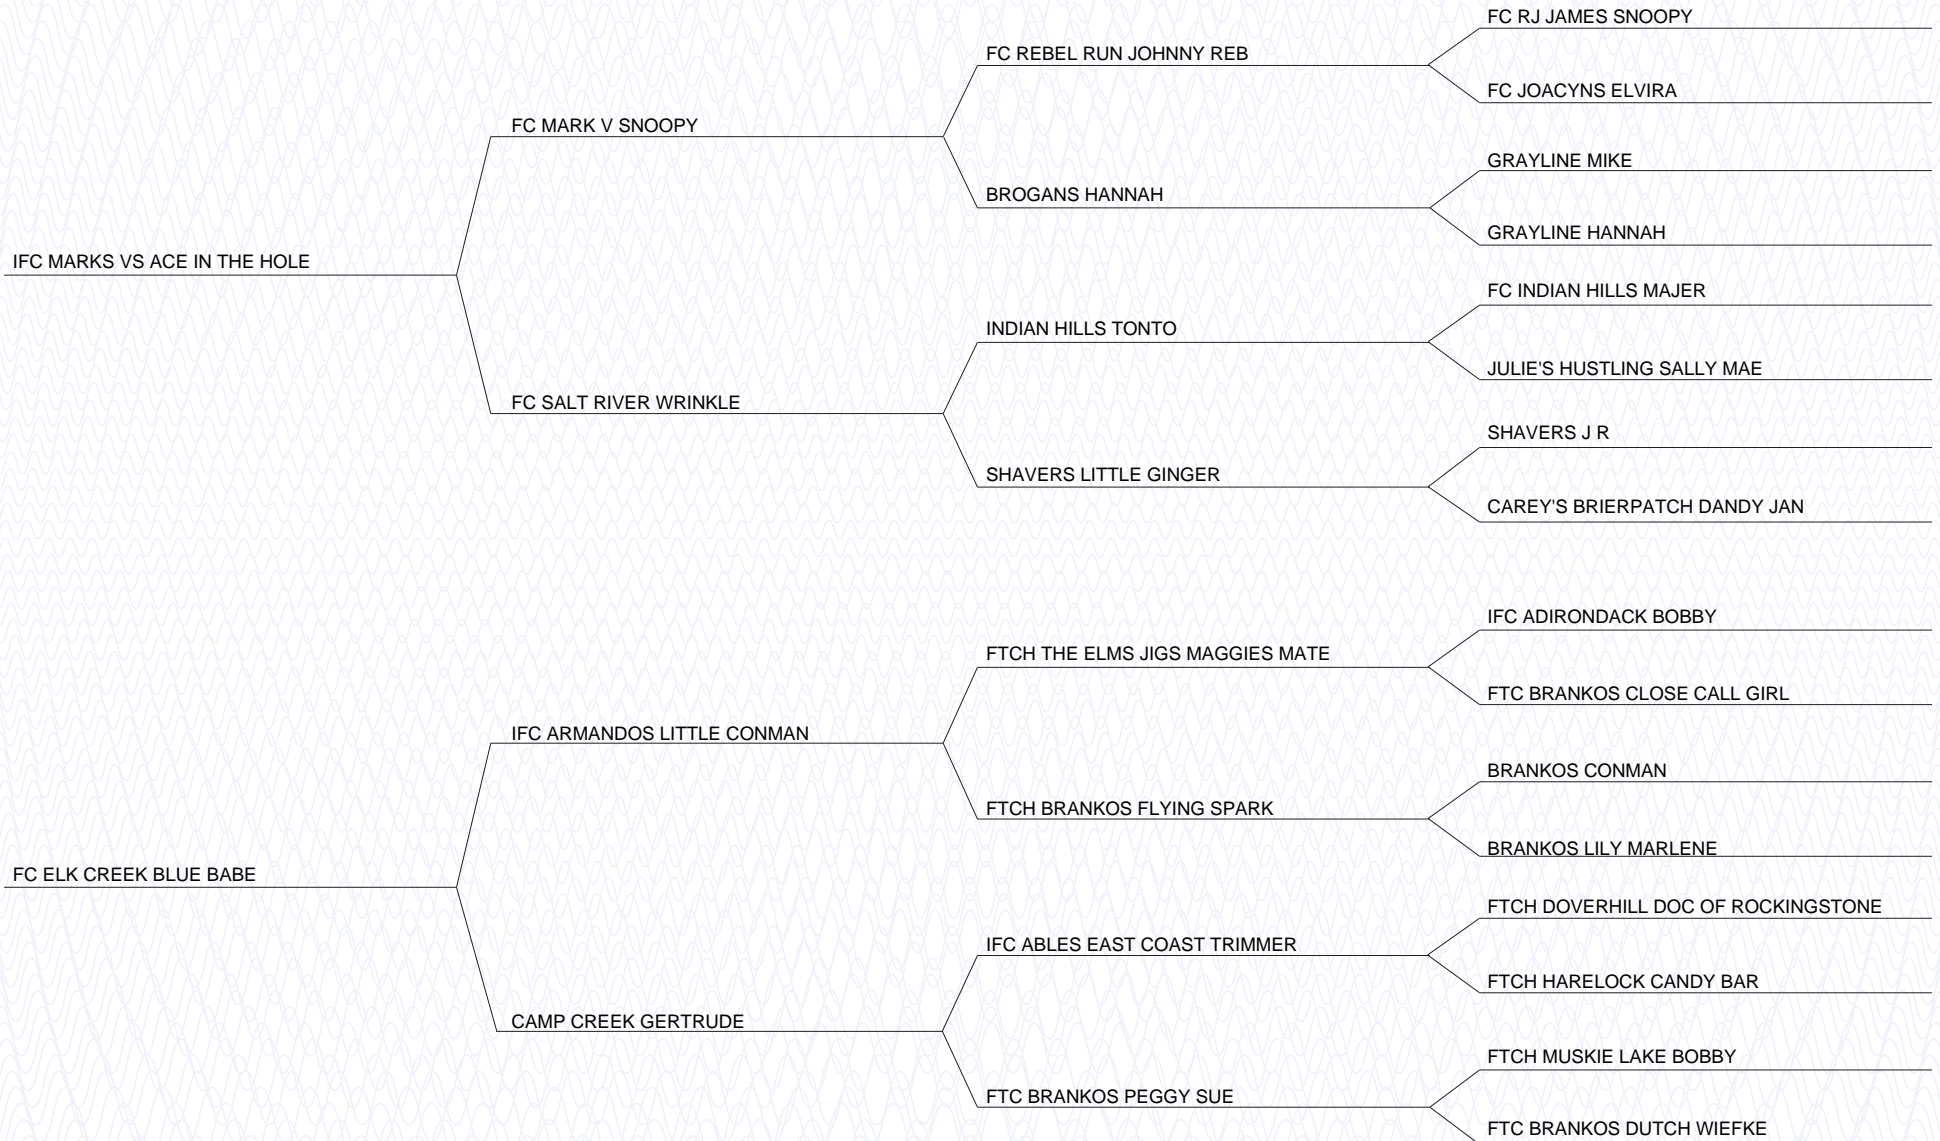 FC RJ JAMES SNOOPY
FC REBEL RUN JOHNNY REB
FC JOACYNS ELVIRA
FC MARK V SNOOPY
GRAYLINE MIKE
BROGANS HANNAH
GRAYLINE HANNAH
IFC MARKS VS ACE IN THE HOLE
FC INDIAN HILLS MAJER
INDIAN HILLS TONTO
JULIE'S HUSTLING SALLY MAE
FC SALT RIVER WRINKLE
SHAVERS J R
SHAVERS LITTLE GINGER
CAREY'S BRIERPATCH DANDY JAN
IFC ADIRONDACK BOBBY
FTCH THE ELMS JIGS MAGGIES MATE
FTC BRANKOS CLOSE CALL GIRL
IFC ARMANDOS LITTLE CONMAN
BRANKOS CONMAN
FTCH BRANKOS FLYING SPARK
BRANKOS LILY MARLENE
FC ELK CREEK BLUE BABE
FTCH DOVERHILL DOC OF ROCKINGSTONE
IFC ABLES EAST COAST TRIMMER
FTCH HARELOCK CANDY BAR
CAMP CREEK GERTRUDE
FTCH MUSKIE LAKE BOBBY
FTC BRANKOS PEGGY SUE
FTC BRANKOS DUTCH WIEFKE